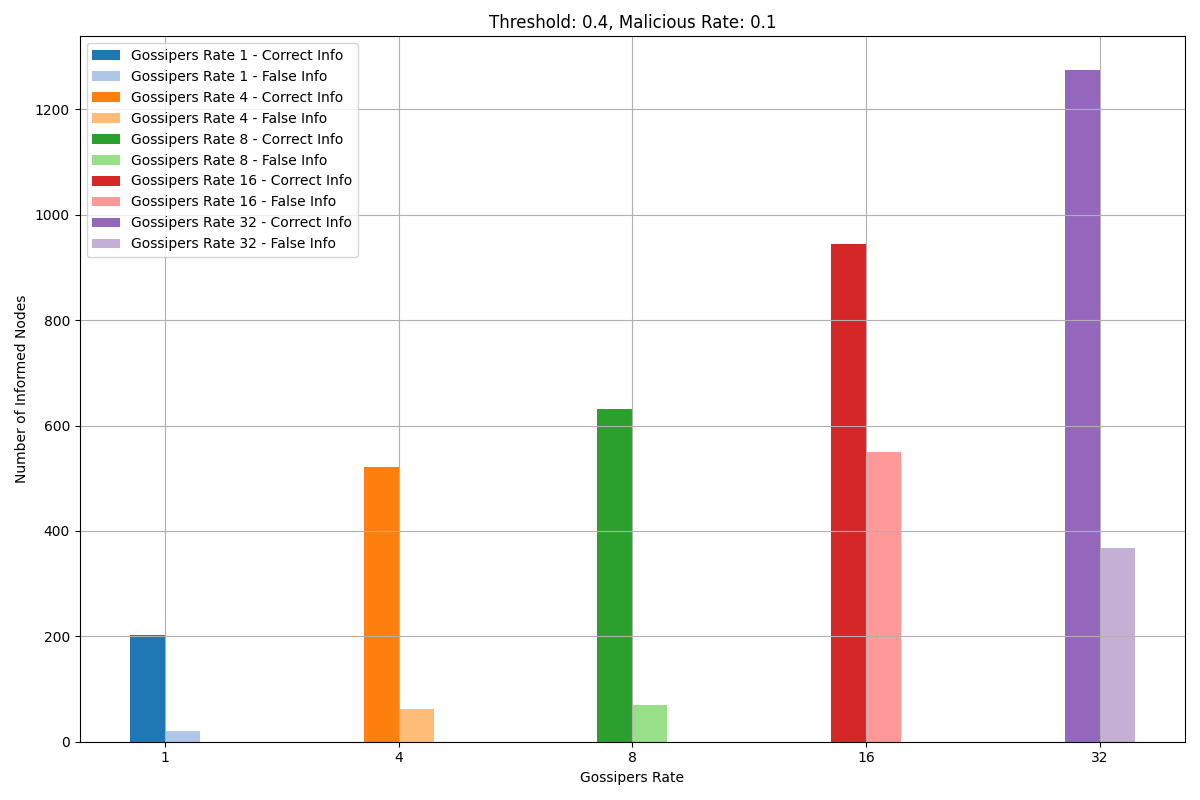 Threshold: 0.4, Malicious Rate: 0.1
Gossipers Rate 1 - Correct Info
Gossipers Rate 1 - False Info
Gossipers Rate 4 - Correct Info
Gossipers Rate 4 - False Info
Gossipers Rate 8 - Correct Info
Gossipers Rate 8 - False Info
Gossipers Rate 16 - Correct Info
Gossipers Rate 16 - False Info
Gossipers Rate 32 - Correct Info
Gossipers Rate 32 - False Info
Number of Informed Nodes
1200
1000
800
600
400
200
0
1 4 8 16 32
Gossipers Rate